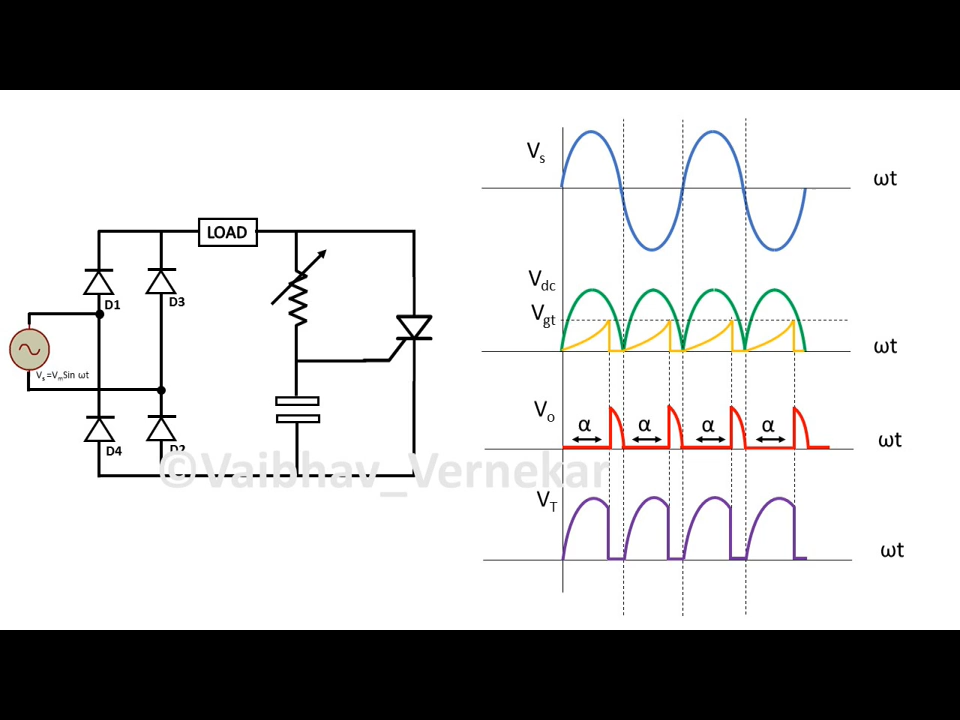 LOAD
D1
D3
Vs =VmSin ωt
D4
D2
©Vaibhav_Vernekar
Vs
ωt
Vdc
Vgt
ωt
Vo
α α α α
ωt
VT
ωt